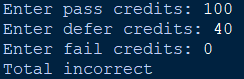 Enter pass credits: 100
Enter defer credits: 40
Enter fail credits: 0
Total incorrect